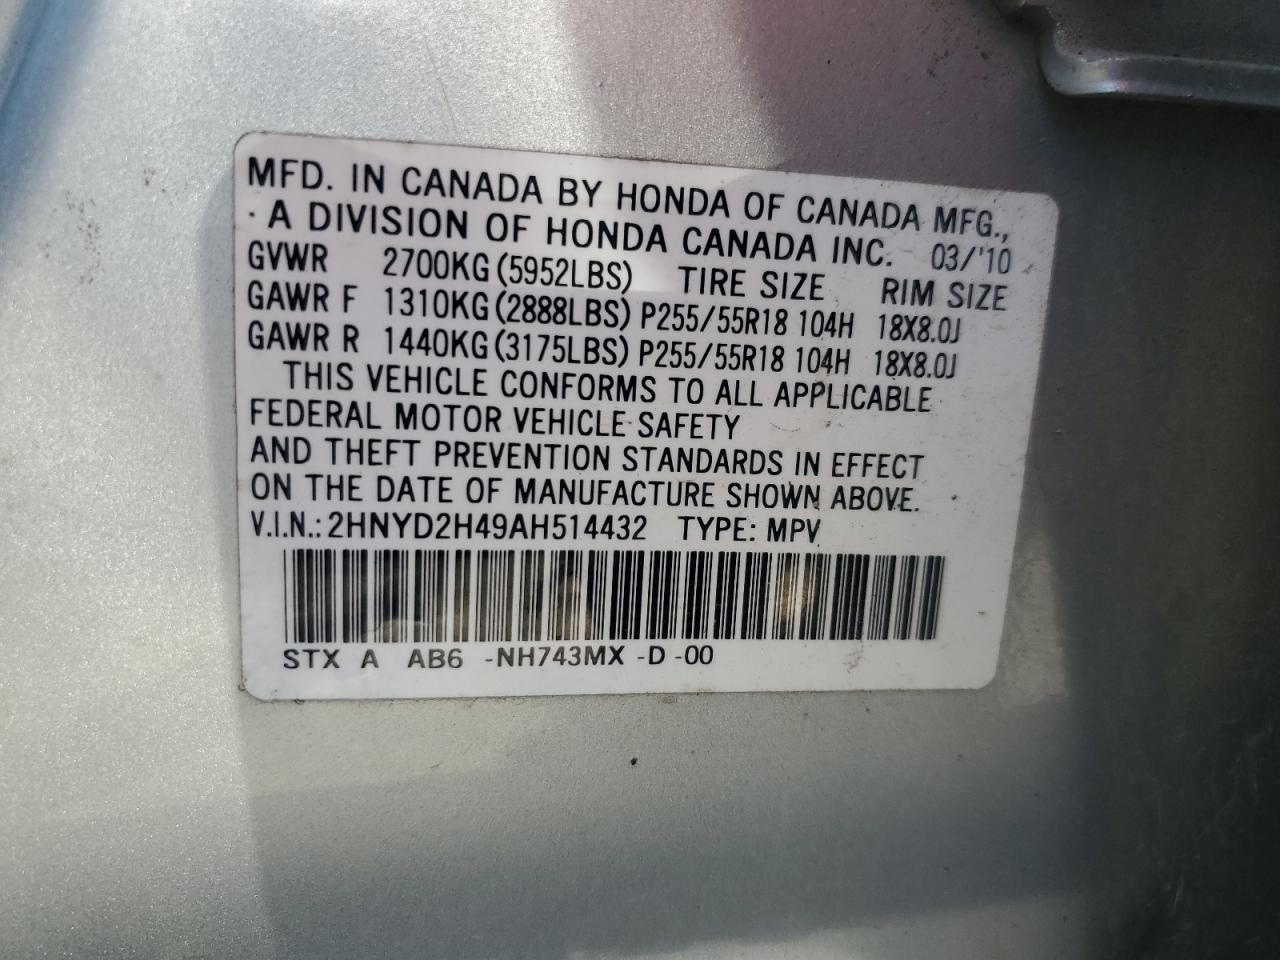 MFD. IN CANADA BY HONDA OF CANADA MFG.,
A DIVISION OF HONDA CANADA INC. 03/'10
GVWR 2700KG (5952LBS) TIRE SIZE RIM SIZE
GAWR F 1310KG (2888LBS) P255/55R18 104H 18X8.0J
GAWR R 1440KG (3175LBS) P255/55R18 104H 18X8.0J
THIS VEHICLE CONFORMS TO ALL APPLICABLE
FEDERAL MOTOR VEHICLE SAFETY
AND THEFT PREVENTION STANDARDS IN EFFECT
ON THE DATE OF MANUFACTURE SHOWN ABOVE.
V.I.N.: 2HNYD2H49AH514432 TYPE: MPV
STX A AB6 -NH743MX -D -00